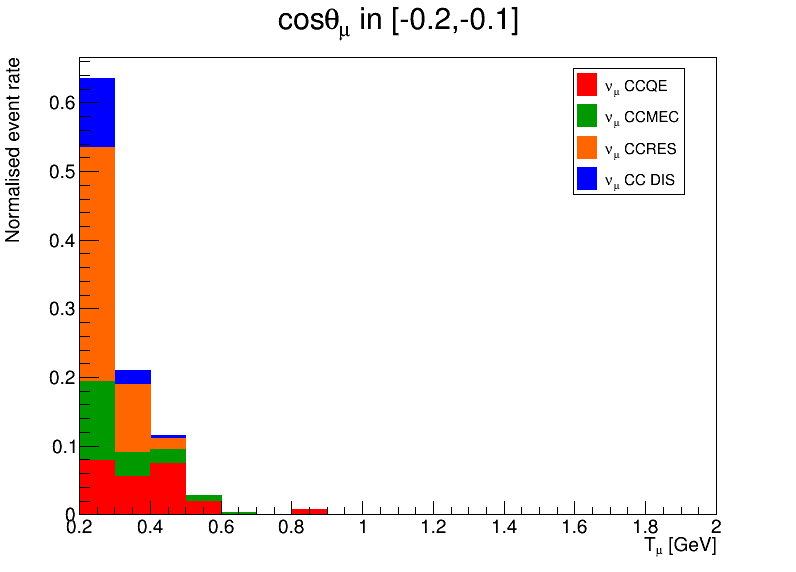 cosθμ in [-0.2,-0.1]
Normalised event rate
0.6
0.5
0.4
0.3
0.2
0.1
0
νμ CCQE
νμ CCMEC
νμ CCRES
νμ CC DIS
0.2 0.4 0.6 0.8 1 1.2 1.4 1.6 1.8 2
Tμ [GeV]